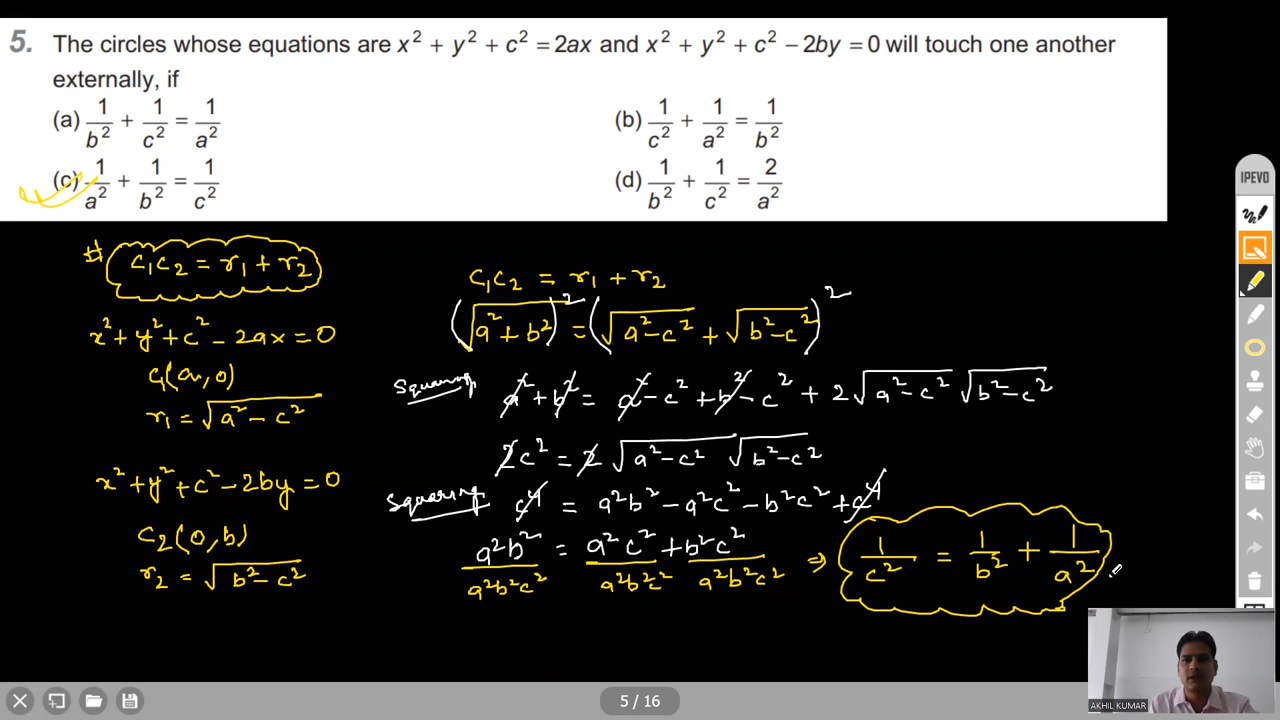 5. The circles whose equations are x² + y² + c² = 2ax and x² + y² + c² − 2by = 0 will touch one another
externally, if
(a) 1/b² + 1/c² = 1/a²
(b) 1/c² + 1/a² = 1/b²
(c) 1/a² + 1/b² = 1/c²
(d) 1/b² + 1/c² = 2/a²
IPEVO
# C₁C₂ = r₁ + r₂
x² + y² + c² − 2ax = 0
C₁(a, 0)
r₁ = √(a² − c²)
x² + y² + c² − 2by = 0
C₂(0, b)
r₂ = √(b² − c²)
C₁C₂ = r₁ + r₂
(√(a² + b²))² = (√(a² − c²) + √(b² − c²))²
Squaring a² + b² = a² − c² + b² − c² + 2√(a² − c²) √(b² − c²)
2c² = 2 √(a² − c²) √(b² − c²)
Squaring c⁴ = a²b² − a²c² − b²c² + c⁴
a²b²/a²b²c² = a²c²/a²b²c² + b²c²/a²b²c² ⇒ 1/c² = 1/b² + 1/a²
AKHIL KUMAR
5 / 16